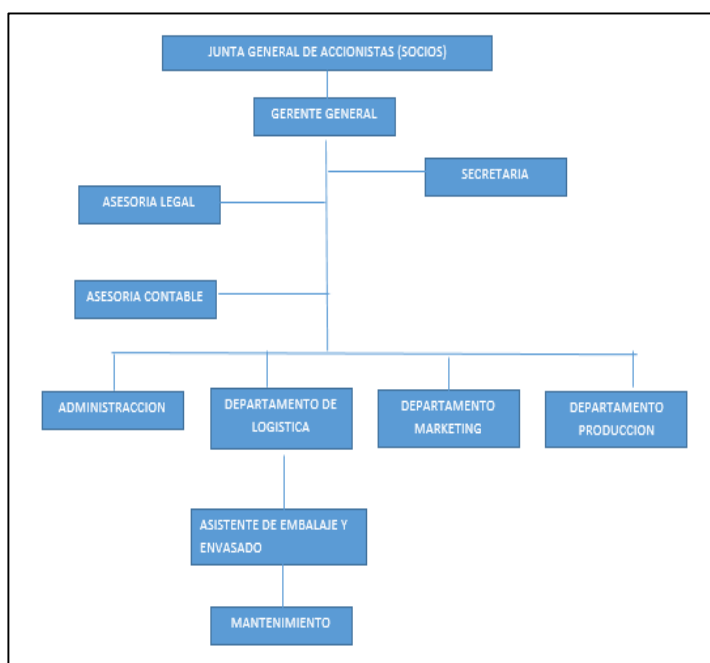 JUNTA GENERAL DE ACCIONISTAS (SOCIOS)
GERENTE GENERAL
SECRETARIA
ASESORIA LEGAL
ASESORIA CONTABLE
ADMINISTRACCION
DEPARTAMENTO DE
LOGISTICA
DEPARTAMENTO
MARKETING
DEPARTAMENTO
PRODUCCION
ASISTENTE DE EMBALAJE Y
ENVASADO
MANTENIMIENTO